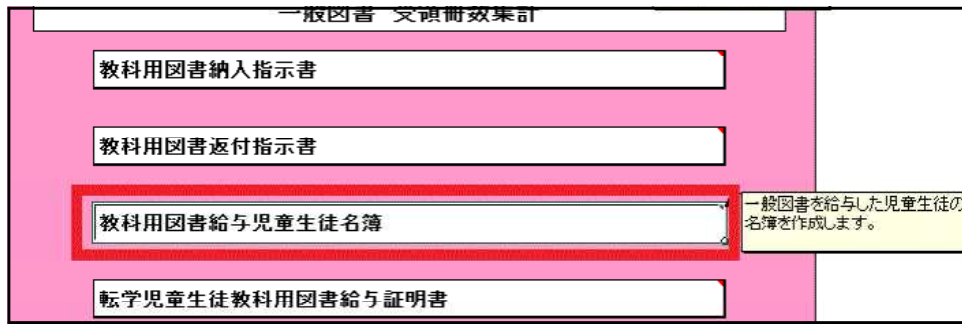 一般図書 受領冊数集計
教科用図書納入指示書
教科用図書返付指示書
教科用図書給与児童生徒名簿
一般図書を給与した児童生徒の
名簿を作成します。
転学児童生徒教科用図書給与証明書